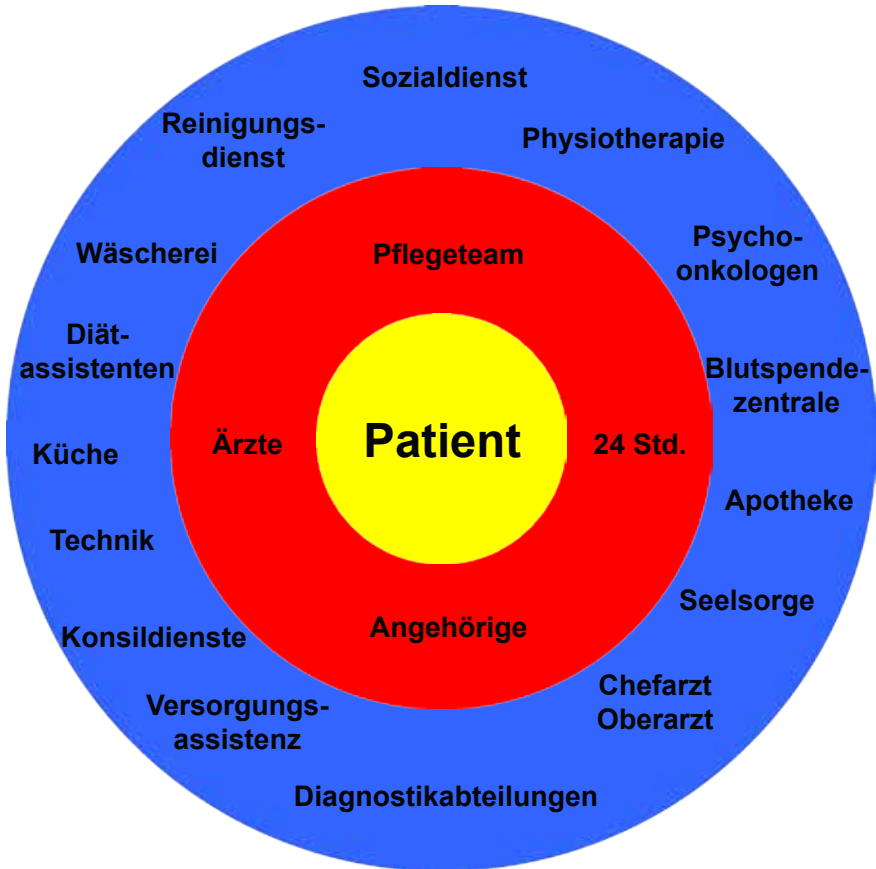 Sozialdienst
Reinigungs-
dienst
Physiotherapie
Wäscherei
Pflegeteam
Psycho-
onkologen
Diät-
assistenten
Blutspende-
zentrale
Küche
Ärzte
Patient
24 Std.
Apotheke
Technik
Seelsorge
Konsildienste
Angehörige
Chefarzt
Oberarzt
Versorgungs-
assistenz
Diagnostikabteilungen